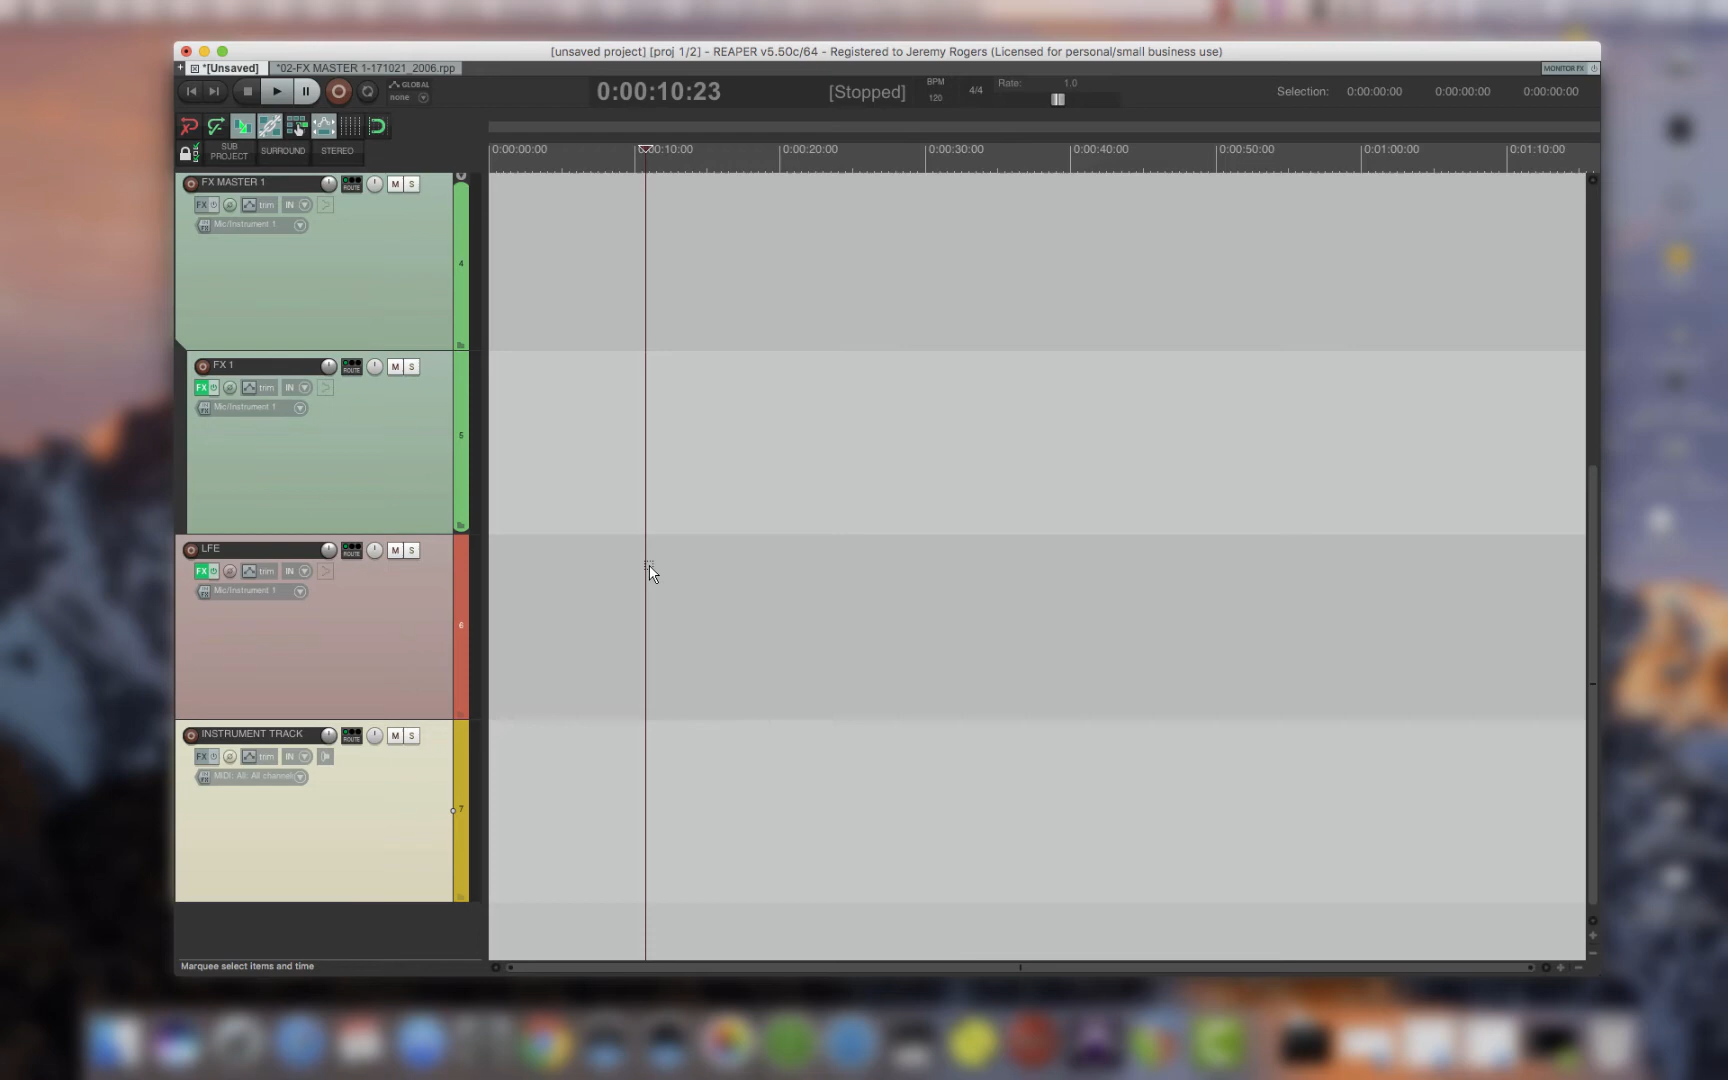 [unsaved project] [proj 1/2] - REAPER v5.50c/64 - Registered to Jeremy Rogers (Licensed for personal/small business use)
*[Unsaved] *02-FX MASTER 1-171021_2006.rpp MONITOR FX
GLOBAL
none
0:00:10:23 [Stopped]
BPM
120
4/4
Rate: 1.0
Selection: 0:00:00:00 0:00:00:00 0:00:00:00
SUB PROJECT
SURROUND
STEREO
0:00:00:00 0:00:10:00 0:00:20:00 0:00:30:00 0:00:40:00 0:00:50:00 0:01:00:00 0:01:10:00
FX MASTER 1 ROUTE M S
FX trim IN
Mic/Instrument 1
4
FX 1 ROUTE M S
FX trim IN
Mic/Instrument 1
5
LFE ROUTE M S
FX trim IN
Mic/Instrument 1
6
INSTRUMENT TRACK ROUTE M S
FX trim IN
MIDI: All: All channels
7
Marquee select items and time